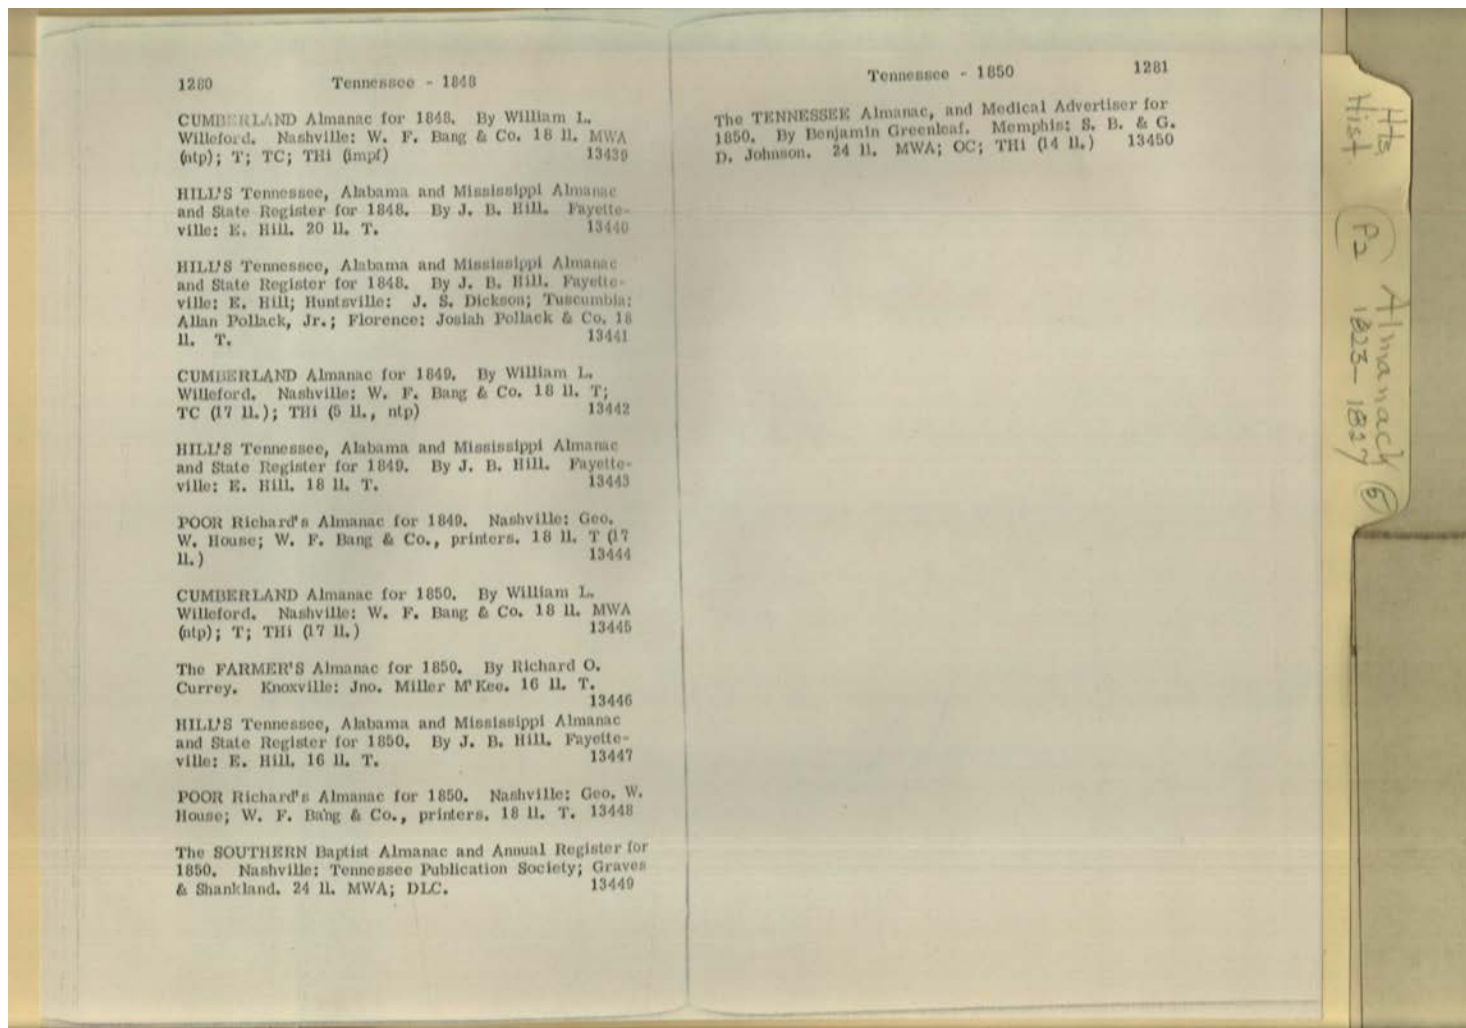 1280 Tennessee - 1848
CUMBERLAND Almanac for 1848. By William L.
Willeford. Nashville: W. F. Bang & Co. 18 ll. MWA
(ntp); T; TC; THi (impf) 13439
HILL'S Tennessee, Alabama and Mississippi Almanac
and State Register for 1848. By J. B. Hill. Fayette-
ville: E. Hill. 20 ll. T. 13440
HILL'S Tennessee, Alabama and Mississippi Almanac
and State Register for 1848. By J. B. Hill. Fayette-
ville: E. Hill; Huntsville: J. S. Dickson; Tuscumbia:
Allan Pollack, Jr.; Florence: Josiah Pollack & Co. 18
ll. T. 13441
CUMBERLAND Almanac for 1849. By William L.
Willeford. Nashville: W. F. Bang & Co. 18 ll. T;
TC (17 ll.); THi (5 ll., ntp) 13442
HILL'S Tennessee, Alabama and Mississippi Almanac
and State Register for 1849. By J. B. Hill. Fayette-
ville: E. Hill. 18 ll. T. 13443
POOR Richard's Almanac for 1849. Nashville: Geo.
W. House; W. F. Bang & Co., printers. 18 ll. T (17
ll.) 13444
CUMBERLAND Almanac for 1850. By William L.
Willeford. Nashville: W. F. Bang & Co. 18 ll. MWA
(ntp); T; THi (17 ll.) 13445
The FARMER'S Almanac for 1850. By Richard O.
Currey. Knoxville: Jno. Miller M'Kee. 16 ll. T.
13446
HILL'S Tennessee, Alabama and Mississippi Almanac
and State Register for 1850. By J. B. Hill. Fayette-
ville: E. Hill. 16 ll. T. 13447
POOR Richard's Almanac for 1850. Nashville: Geo. W.
House; W. F. Bang & Co., printers. 18 ll. T. 13448
The SOUTHERN Baptist Almanac and Annual Register for
1850. Nashville: Tennessee Publication Society; Graves
& Shankland. 24 ll. MWA; DLC. 13449
Tennessee - 1850 1281
The TENNESSEE Almanac, and Medical Advertiser for
1850. By Benjamin Greenleaf. Memphis: S. B. & G.
D. Johnson. 24 ll. MWA; OC; THi (14 ll.) 13450
Hts Almanack 5
Hist P2 1823-1827